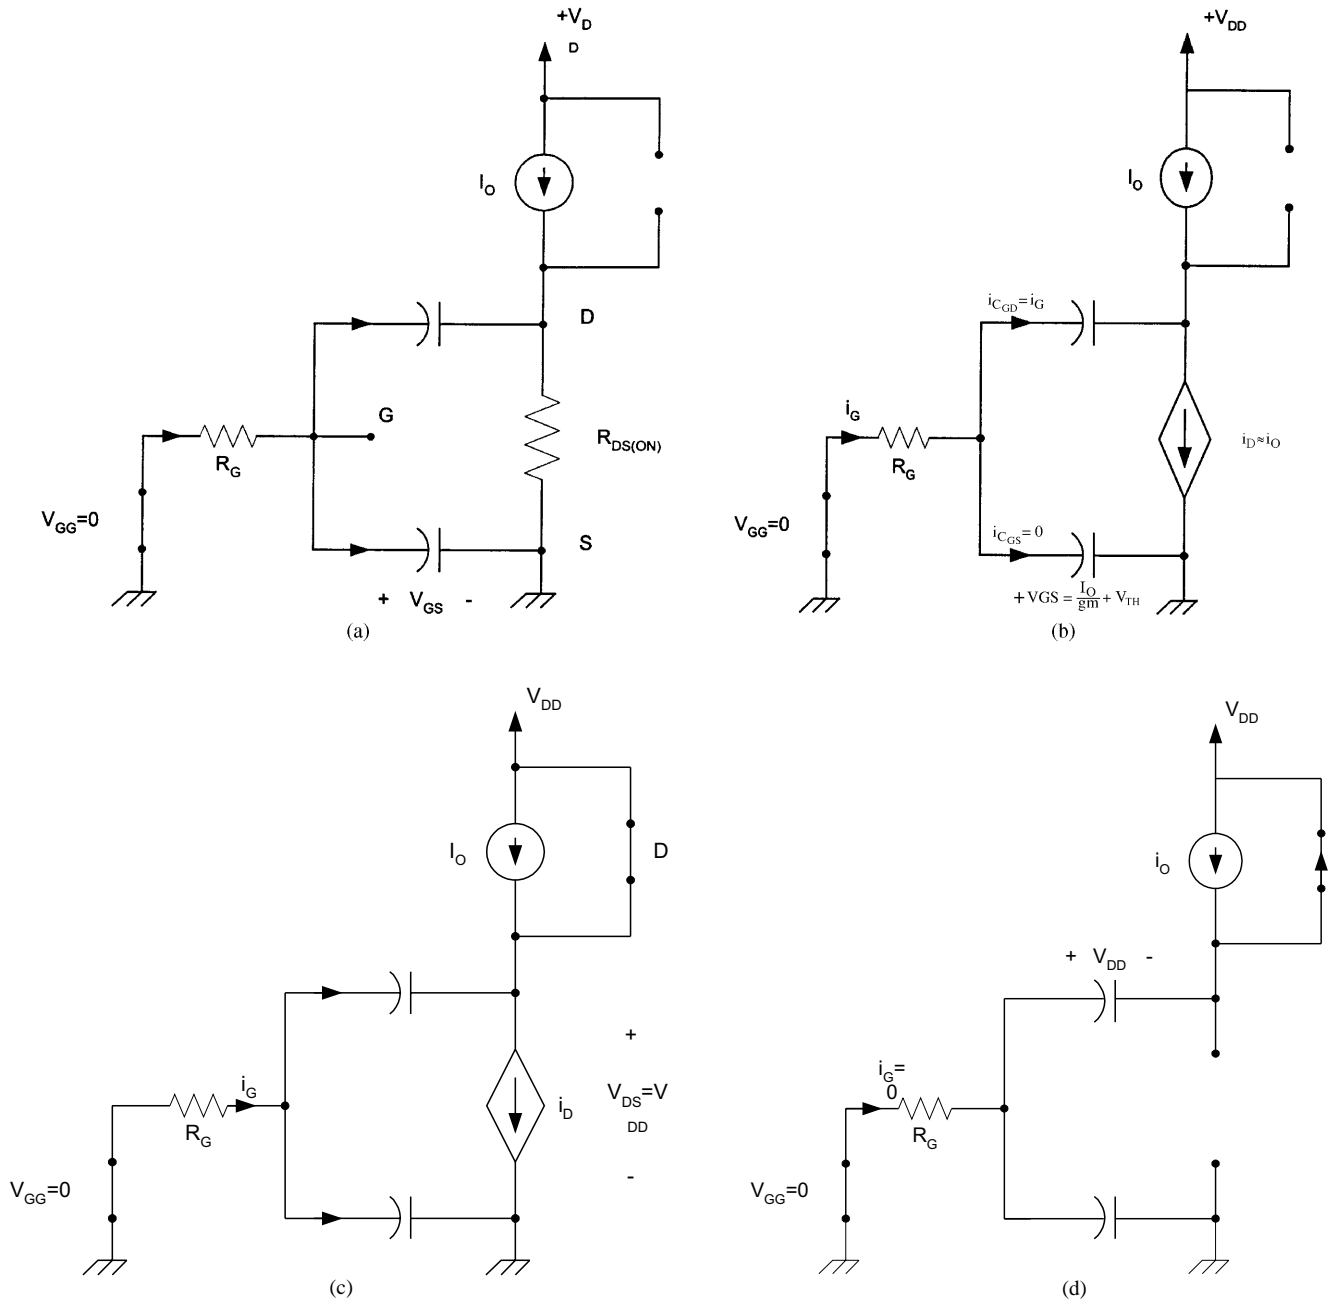 +V_D
D
I_O
D
G
R_G
R_DS(ON)
V_GG=0
S
+ V_GS -
(a)
+V_DD
I_O
i_C_GD = i_G
i_G
R_G
i_D ≈ i_O
V_GG=0
i_C_GS = 0
+ VGS = I_O/gm + V_TH
(b)
V_DD
I_O
D
+
i_G
R_G
i_D
V_DS=V
DD
V_GG=0
-
(c)
V_DD
i_O
+ V_DD -
i_G=
0
R_G
V_GG=0
(d)